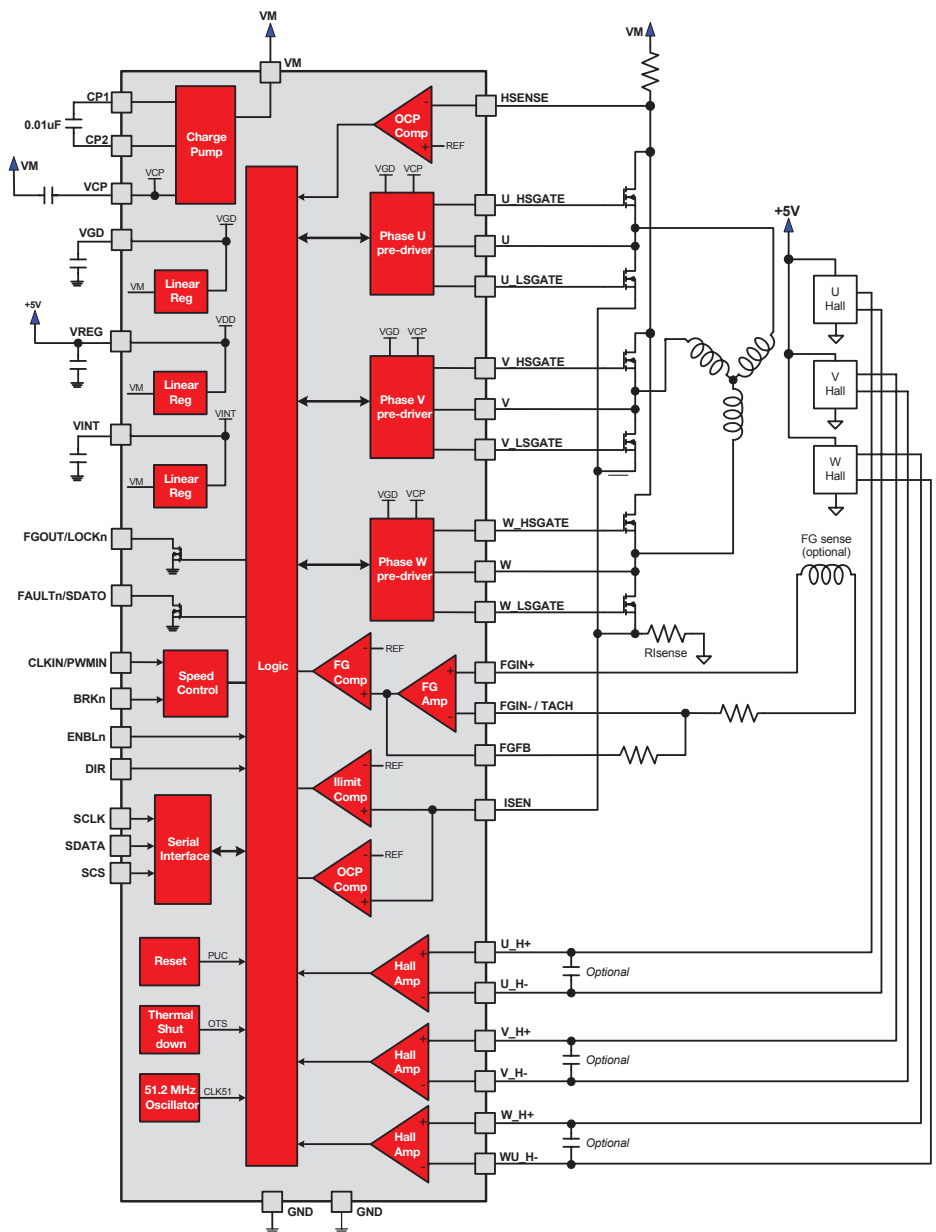 VM
VM
VM
CP1
0.01uF
CP2
Charge
Pump
VM
VCP
VCP
OCP
Comp
-
+
REF
HSENSE
VGD
VGD
VM
Linear
Reg
+5V
VREG
VDD
VM
Linear
Reg
VINT
VINT
VM
Linear
Reg
VGD
VCP
Phase U
pre-driver
U_HSGATE
U
U_LSGATE
VGD
VCP
Phase V
pre-driver
V_HSGATE
V
V_LSGATE
VGD
VCP
Phase W
pre-driver
W_HSGATE
W
W_LSGATE
+5V
U
Hall
V
Hall
W
Hall
FG sense
(optional)
RIsense
FGOUT/LOCKn
FAULTn/SDATO
Logic
CLKIN/PWMIN
BRKn
Speed
Control
ENBLn
DIR
SCLK
SDATA
SCS
Serial
Interface
FG
Comp
-
+
REF
FG
Amp
+
-
FGIN+
FGIN- / TACH
FGFB
Ilimit
Comp
-
+
REF
ISEN
OCP
Comp
-
+
REF
Reset
PUC
Thermal
Shut
down
OTS
51.2 MHz
Oscillator
CLK51
Hall
Amp
+
-
U_H+
Optional
U_H-
Hall
Amp
+
-
V_H+
Optional
V_H-
Hall
Amp
+
-
W_H+
Optional
WU_H-
GND
GND